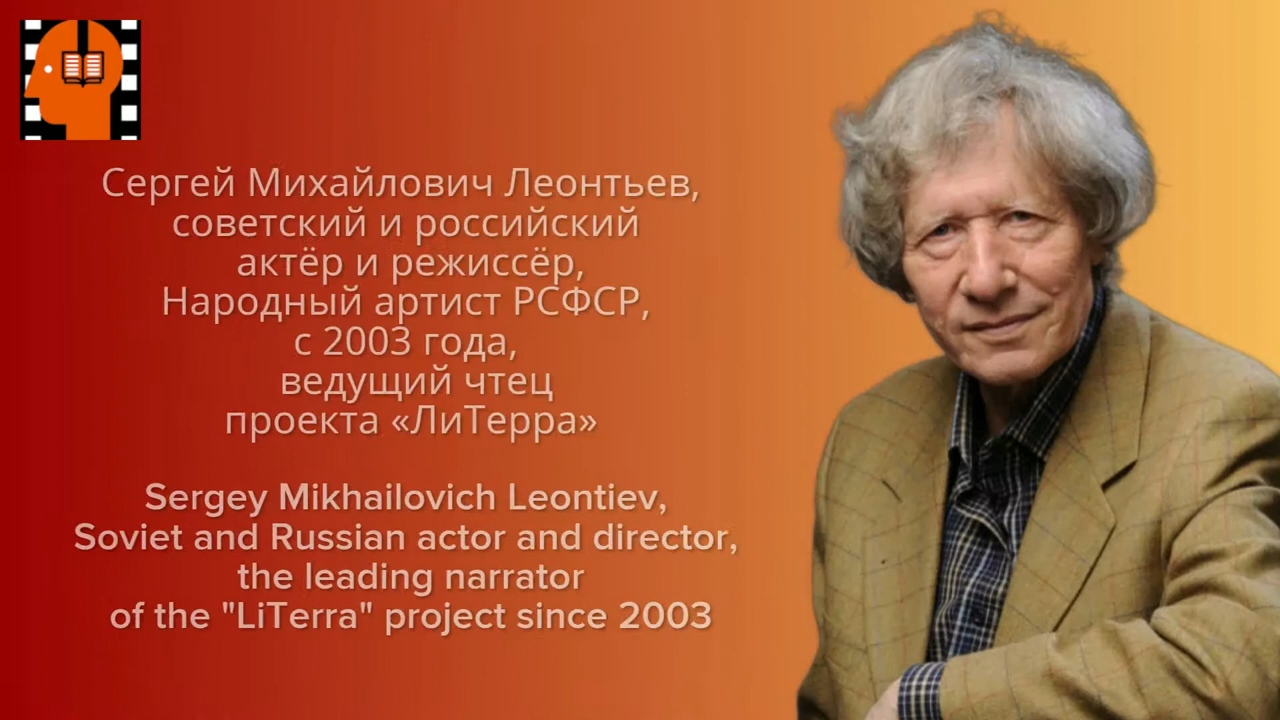 Сергей Михайлович Леонтьев,
советский и российский
актёр и режиссёр,
Народный артист РСФСР,
с 2003 года,
ведущий чтец
проекта «ЛиТерра»
Sergey Mikhailovich Leontiev,
Soviet and Russian actor and director,
the leading narrator
of the "LiTerra" project since 2003